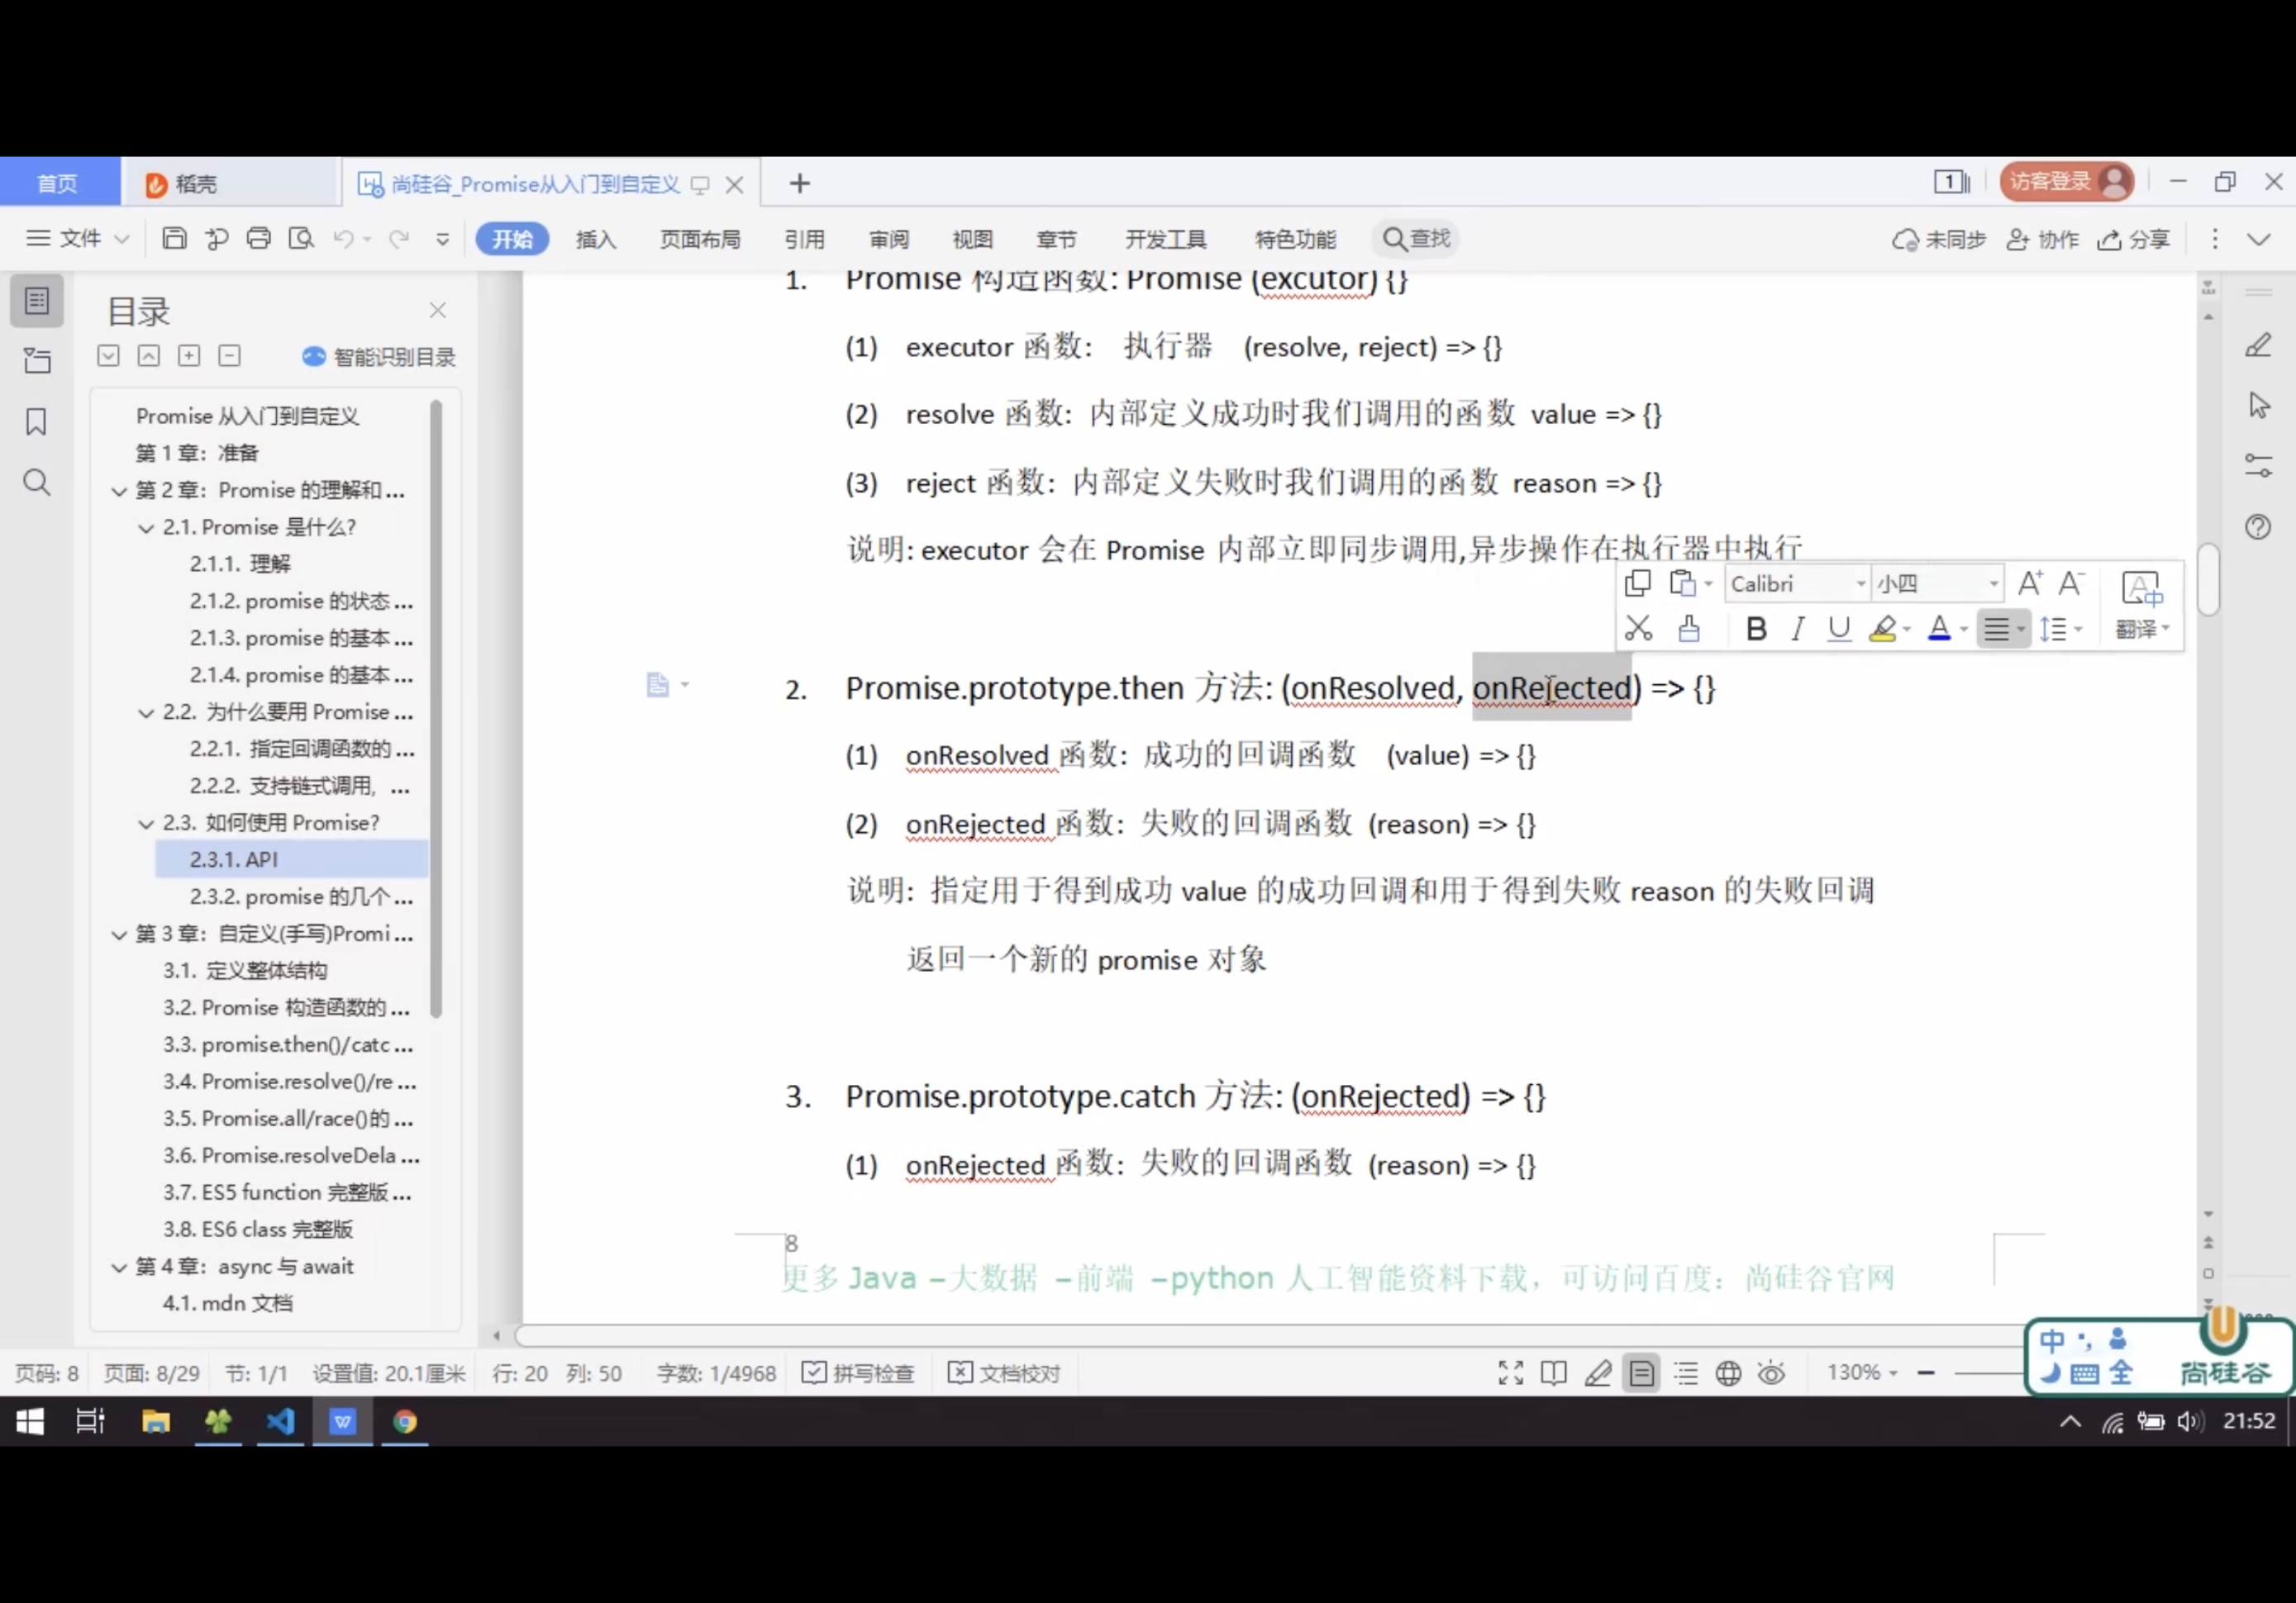 首页 稻壳 尚硅谷_Promise从入门到自定义 1 访客登录
文件 开始 插入 页面布局 引用 审阅 视图 章节 开发工具 特色功能 查找 未同步 协作 分享
目录
智能识别目录
Promise 从入门到自定义
第 1 章：准备
第 2 章：Promise 的理解和 ...
2.1. Promise 是什么?
2.1.1. 理解
2.1.2. promise 的状态 ...
2.1.3. promise 的基本 ...
2.1.4. promise 的基本 ...
2.2. 为什么要用 Promise ...
2.2.1. 指定回调函数的 ...
2.2.2. 支持链式调用, ...
2.3. 如何使用 Promise?
2.3.1. API
2.3.2. promise 的几个 ...
第 3 章：自定义(手写)Promi ...
3.1. 定义整体结构
3.2. Promise 构造函数的 ...
3.3. promise.then()/catc ...
3.4. Promise.resolve()/re ...
3.5. Promise.all/race()的 ...
3.6. Promise.resolveDela ...
3.7. ES5 function 完整版 ...
3.8. ES6 class 完整版
第 4 章：async 与 await
4.1. mdn 文档
1. Promise 构造函数: Promise (excutor) {}
(1) executor 函数: 执行器 (resolve, reject) => {}
(2) resolve 函数: 内部定义成功时我们调用的函数 value => {}
(3) reject 函数: 内部定义失败时我们调用的函数 reason => {}
说明: executor 会在 Promise 内部立即同步调用,异步操作在执行器中执行
Calibri 小四 A+ A-
B I U A 翻译
2. Promise.prototype.then 方法: (onResolved, onRejected) => {}
(1) onResolved 函数: 成功的回调函数 (value) => {}
(2) onRejected 函数: 失败的回调函数 (reason) => {}
说明: 指定用于得到成功 value 的成功回调和用于得到失败 reason 的失败回调
返回一个新的 promise 对象
3. Promise.prototype.catch 方法: (onRejected) => {}
(1) onRejected 函数: 失败的回调函数 (reason) => {}
8
更多 Java –大数据 –前端 –python 人工智能资料下载，可访问百度：尚硅谷官网
中 全 尚硅谷
页码: 8 页面: 8/29 节: 1/1 设置值: 20.1厘米 行: 20 列: 50 字数: 1/4968 拼写检查 文档校对 130%
21:52